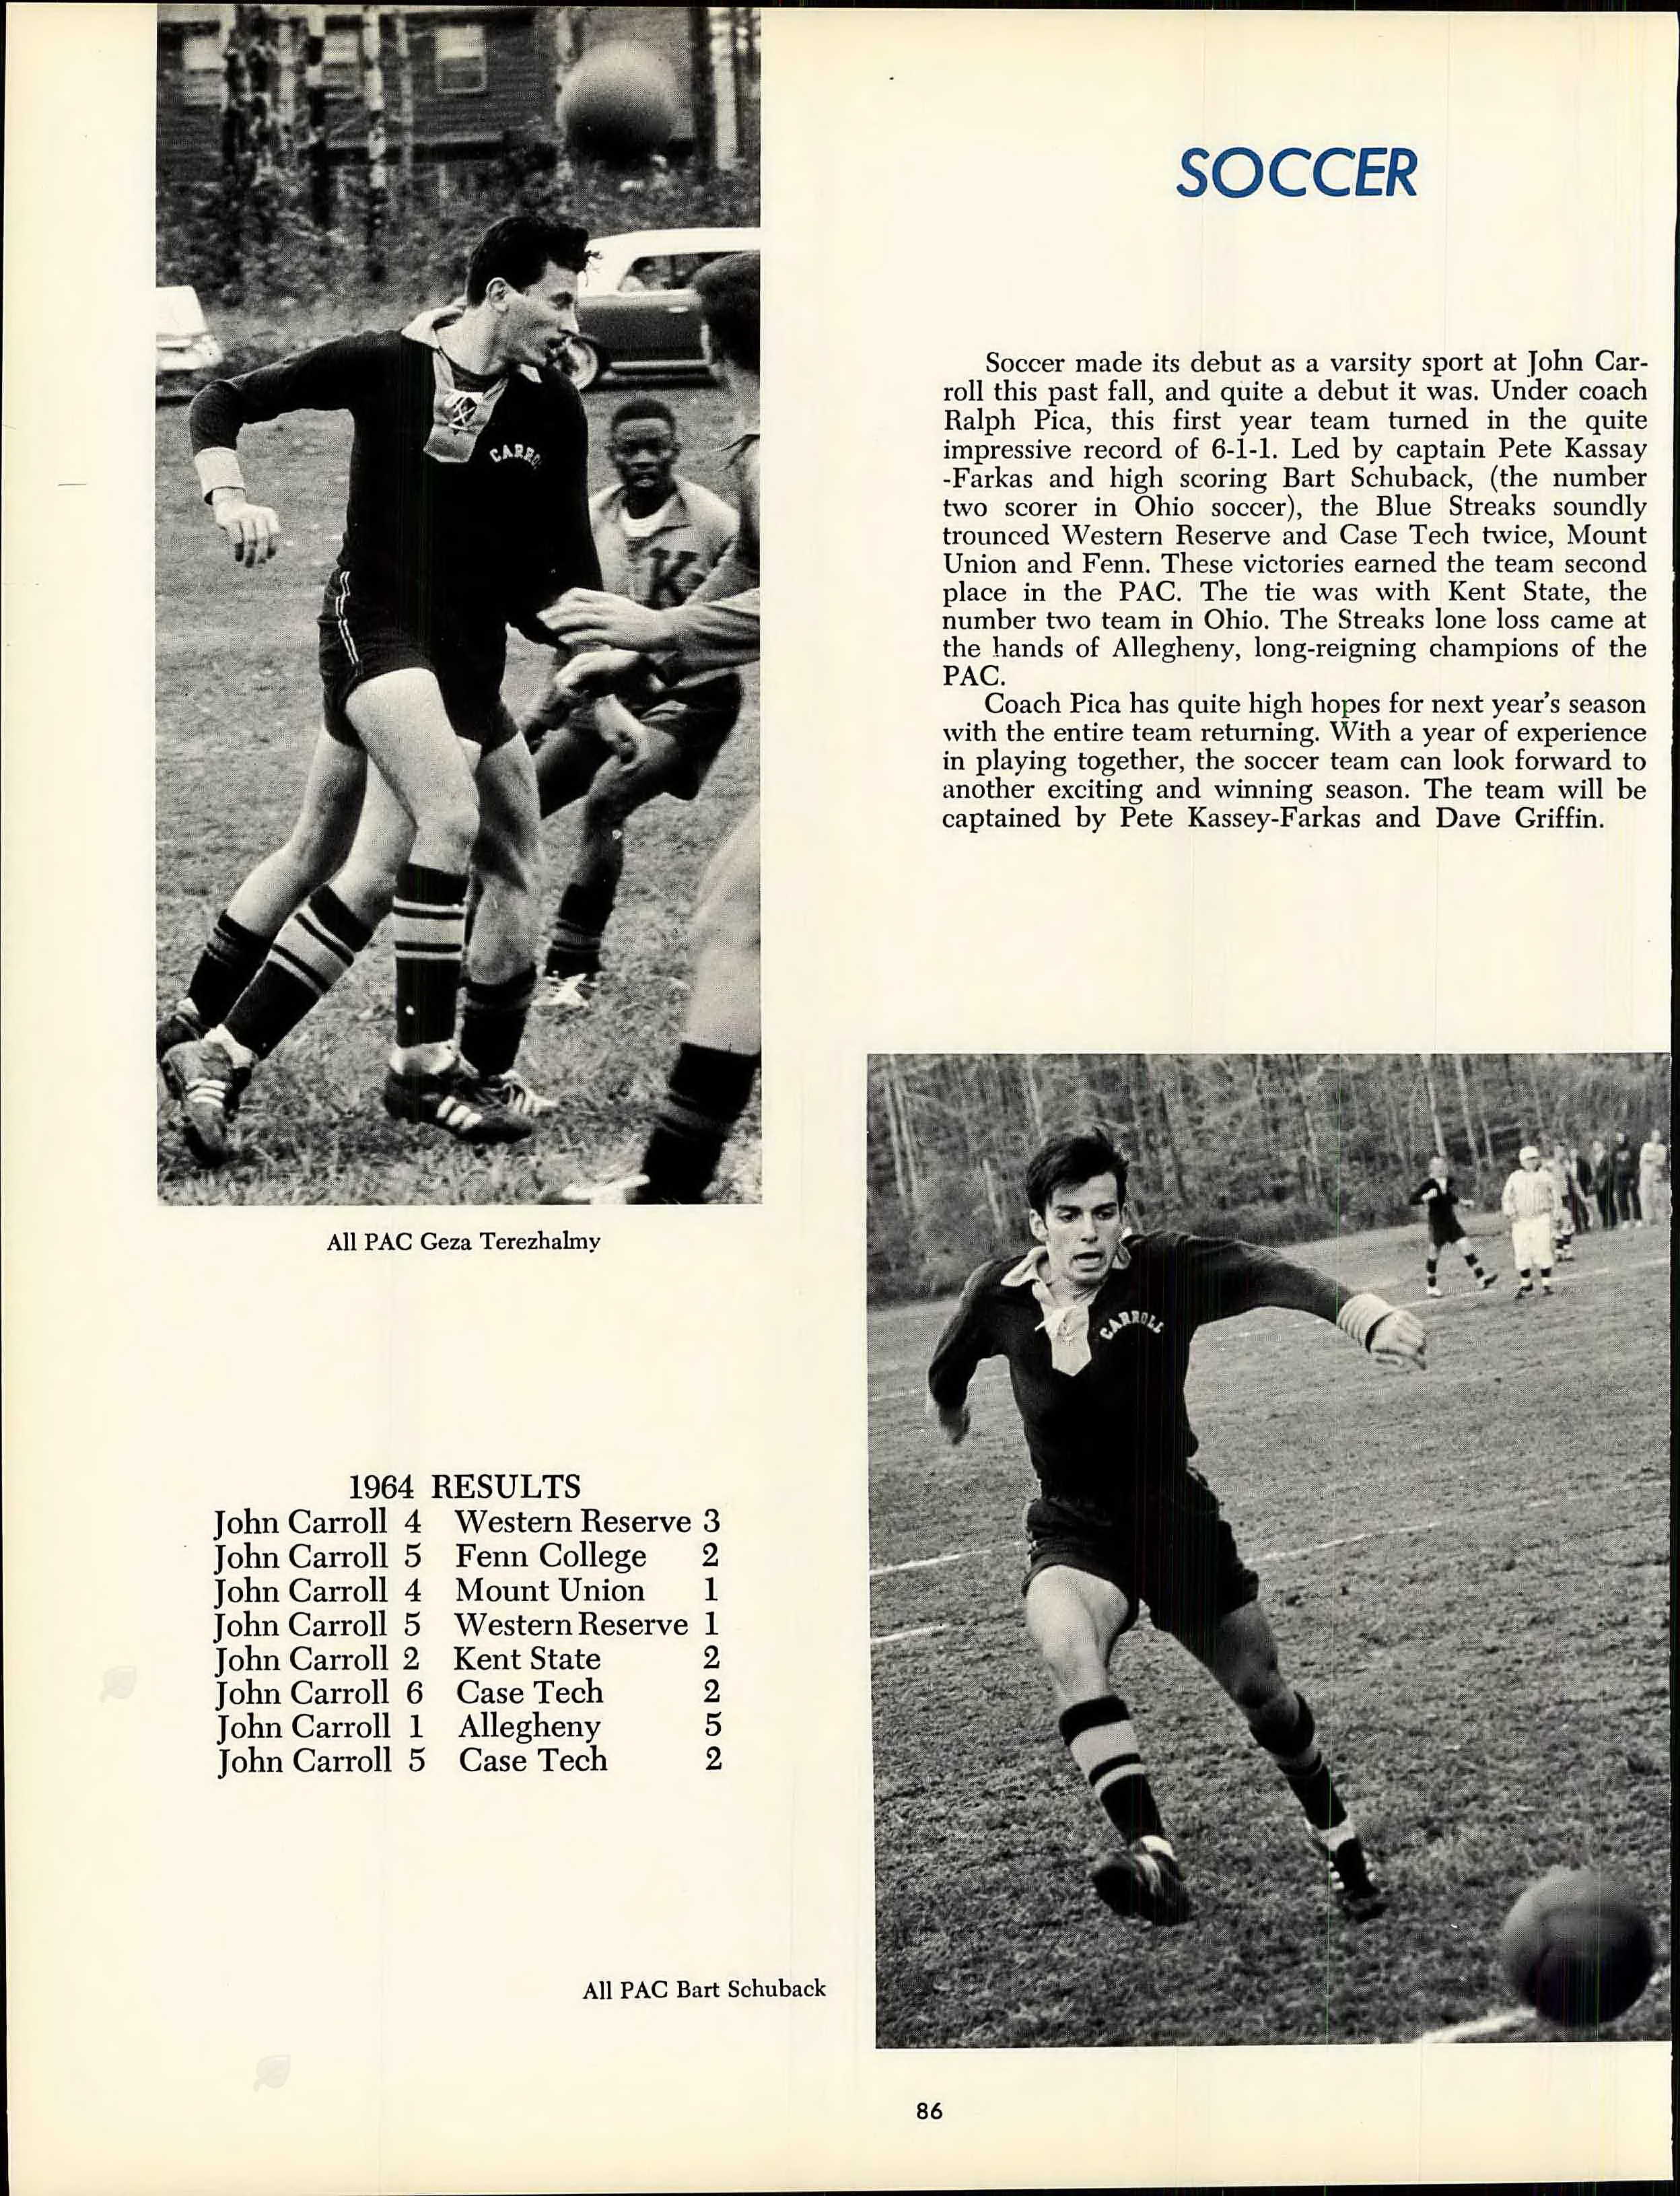 SOCCER
Soccer made its debut as a varsity sport at John Car-
roll this past fall, and quite a debut it was. Under coach
Ralph Pica, this first year team turned in the quite
impressive record of 6-1-1. Led by captain Pete Kassay
-Farkas and high scoring Bart Schuback, (the number
two scorer in Ohio soccer), the Blue Streaks soundly
trounced Western Reserve and Case Tech twice, Mount
Union and Fenn. These victories earned the team second
place in the PAC. The tie was with Kent State, the
number two team in Ohio. The Streaks lone loss came at
the hands of Allegheny, long-reigning champions of the
PAC.
Coach Pica has quite high hopes for next year's season
with the entire team returning. With a year of experience
in playing together, the soccer team can look forward to
another exciting and winning season. The team will be
captained by Pete Kassey-Farkas and Dave Griffin.
CARRO
K
All PAC Geza Terezhalmy
CARROLL
1964 RESULTS
John Carroll 4 Western Reserve 3
John Carroll 5 Fenn College 2
John Carroll 4 Mount Union 1
John Carroll 5 Western Reserve 1
John Carroll 2 Kent State 2
John Carroll 6 Case Tech 2
John Carroll 1 Allegheny 5
John Carroll 5 Case Tech 2
All PAC Bart Schuback
86